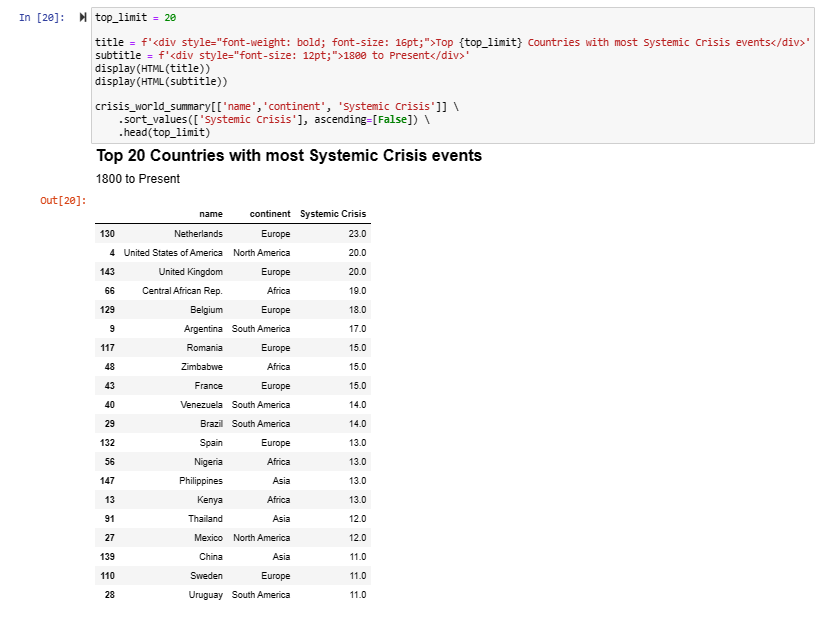 In [20]:
top_limit = 20
title = f'<div style="font-weight: bold; font-size: 16pt;">Top {top_limit} Countries with most Systemic Crisis events</div>'
subtitle = f'<div style="font-size: 12pt;">1800 to Present</div>'
display(HTML(title))
display(HTML(subtitle))
crisis_world_summary[['name','continent', 'Systemic Crisis']] \
.sort_values(['Systemic Crisis'], ascending=[False]) \
.head(top_limit)
Top 20 Countries with most Systemic Crisis events
1800 to Present
Out[20]:
name continent Systemic Crisis
130 Netherlands Europe 23.0
4 United States of America North America 20.0
143 United Kingdom Europe 20.0
66 Central African Rep. Africa 19.0
129 Belgium Europe 18.0
9 Argentina South America 17.0
117 Romania Europe 15.0
48 Zimbabwe Africa 15.0
43 France Europe 15.0
40 Venezuela South America 14.0
29 Brazil South America 14.0
132 Spain Europe 13.0
56 Nigeria Africa 13.0
147 Philippines Asia 13.0
13 Kenya Africa 13.0
91 Thailand Asia 12.0
27 Mexico North America 12.0
139 China Asia 11.0
110 Sweden Europe 11.0
28 Uruguay South America 11.0